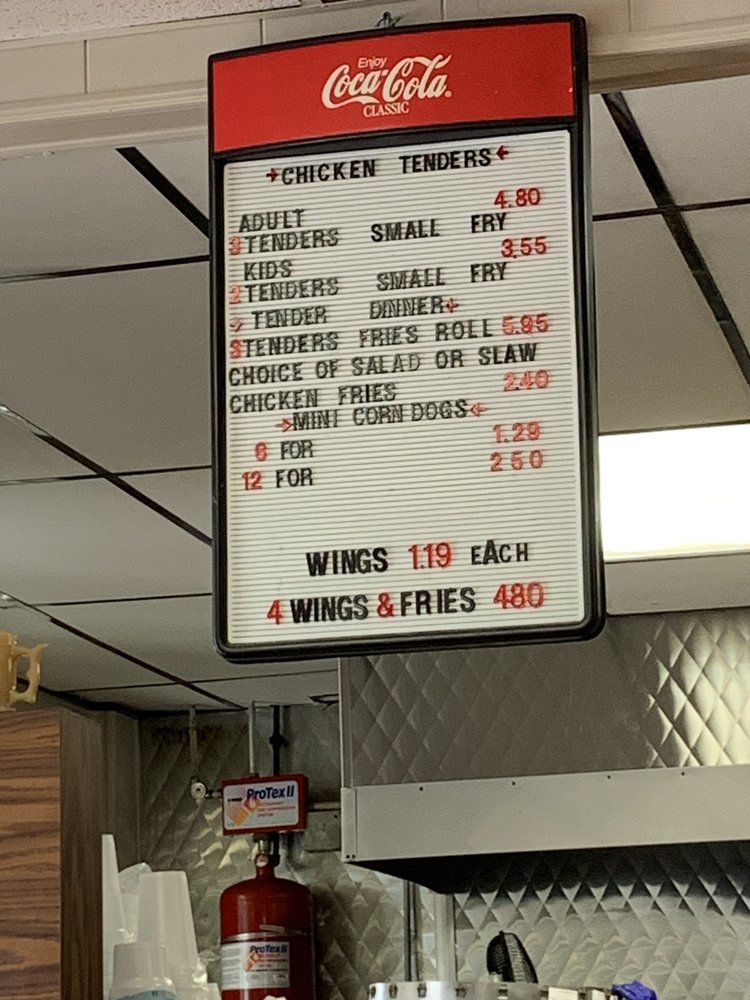 Enjoy
Coca-Cola
CLASSIC
CHICKEN TENDERS
4.80
ADULT
3 TENDERS SMALL FRY
3.55
KIDS
2 TENDERS SMALL FRY
TENDER DINNER
3 TENDERS FRIES ROLL 5.85
CHOICE OF SALAD OR SLAW
CHICKEN FRIES 2.40
MINI CORN DOGS
6 FOR 1.29
12 FOR 2 50
WINGS 1.19 EACH
4 WINGS & FRIES 480
ProTex II
ProTex II